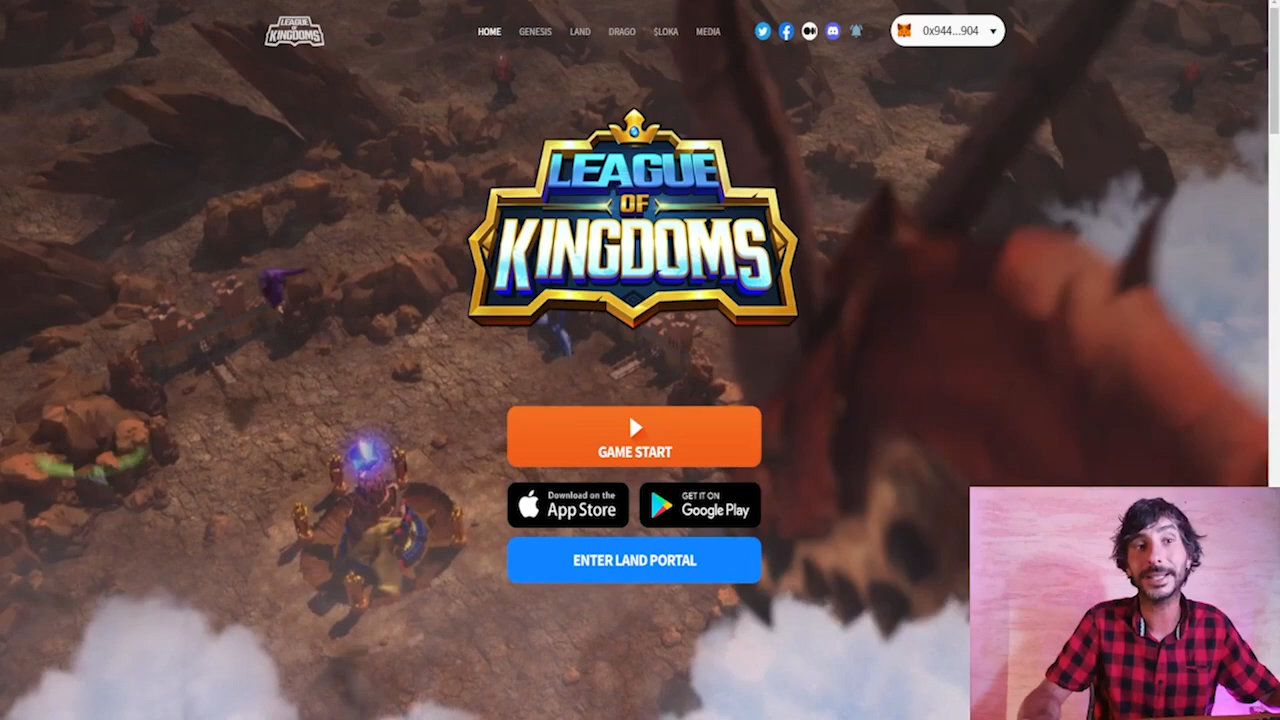 LEAGUE
OF
KINGDOMS
HOME
GENESIS
LAND
DRAGO
$LOKA
MEDIA
0x944...904
LEAGUE
OF
KINGDOMS
GAME START
Download on the
App Store
GET IT ON
Google Play
ENTER LAND PORTAL